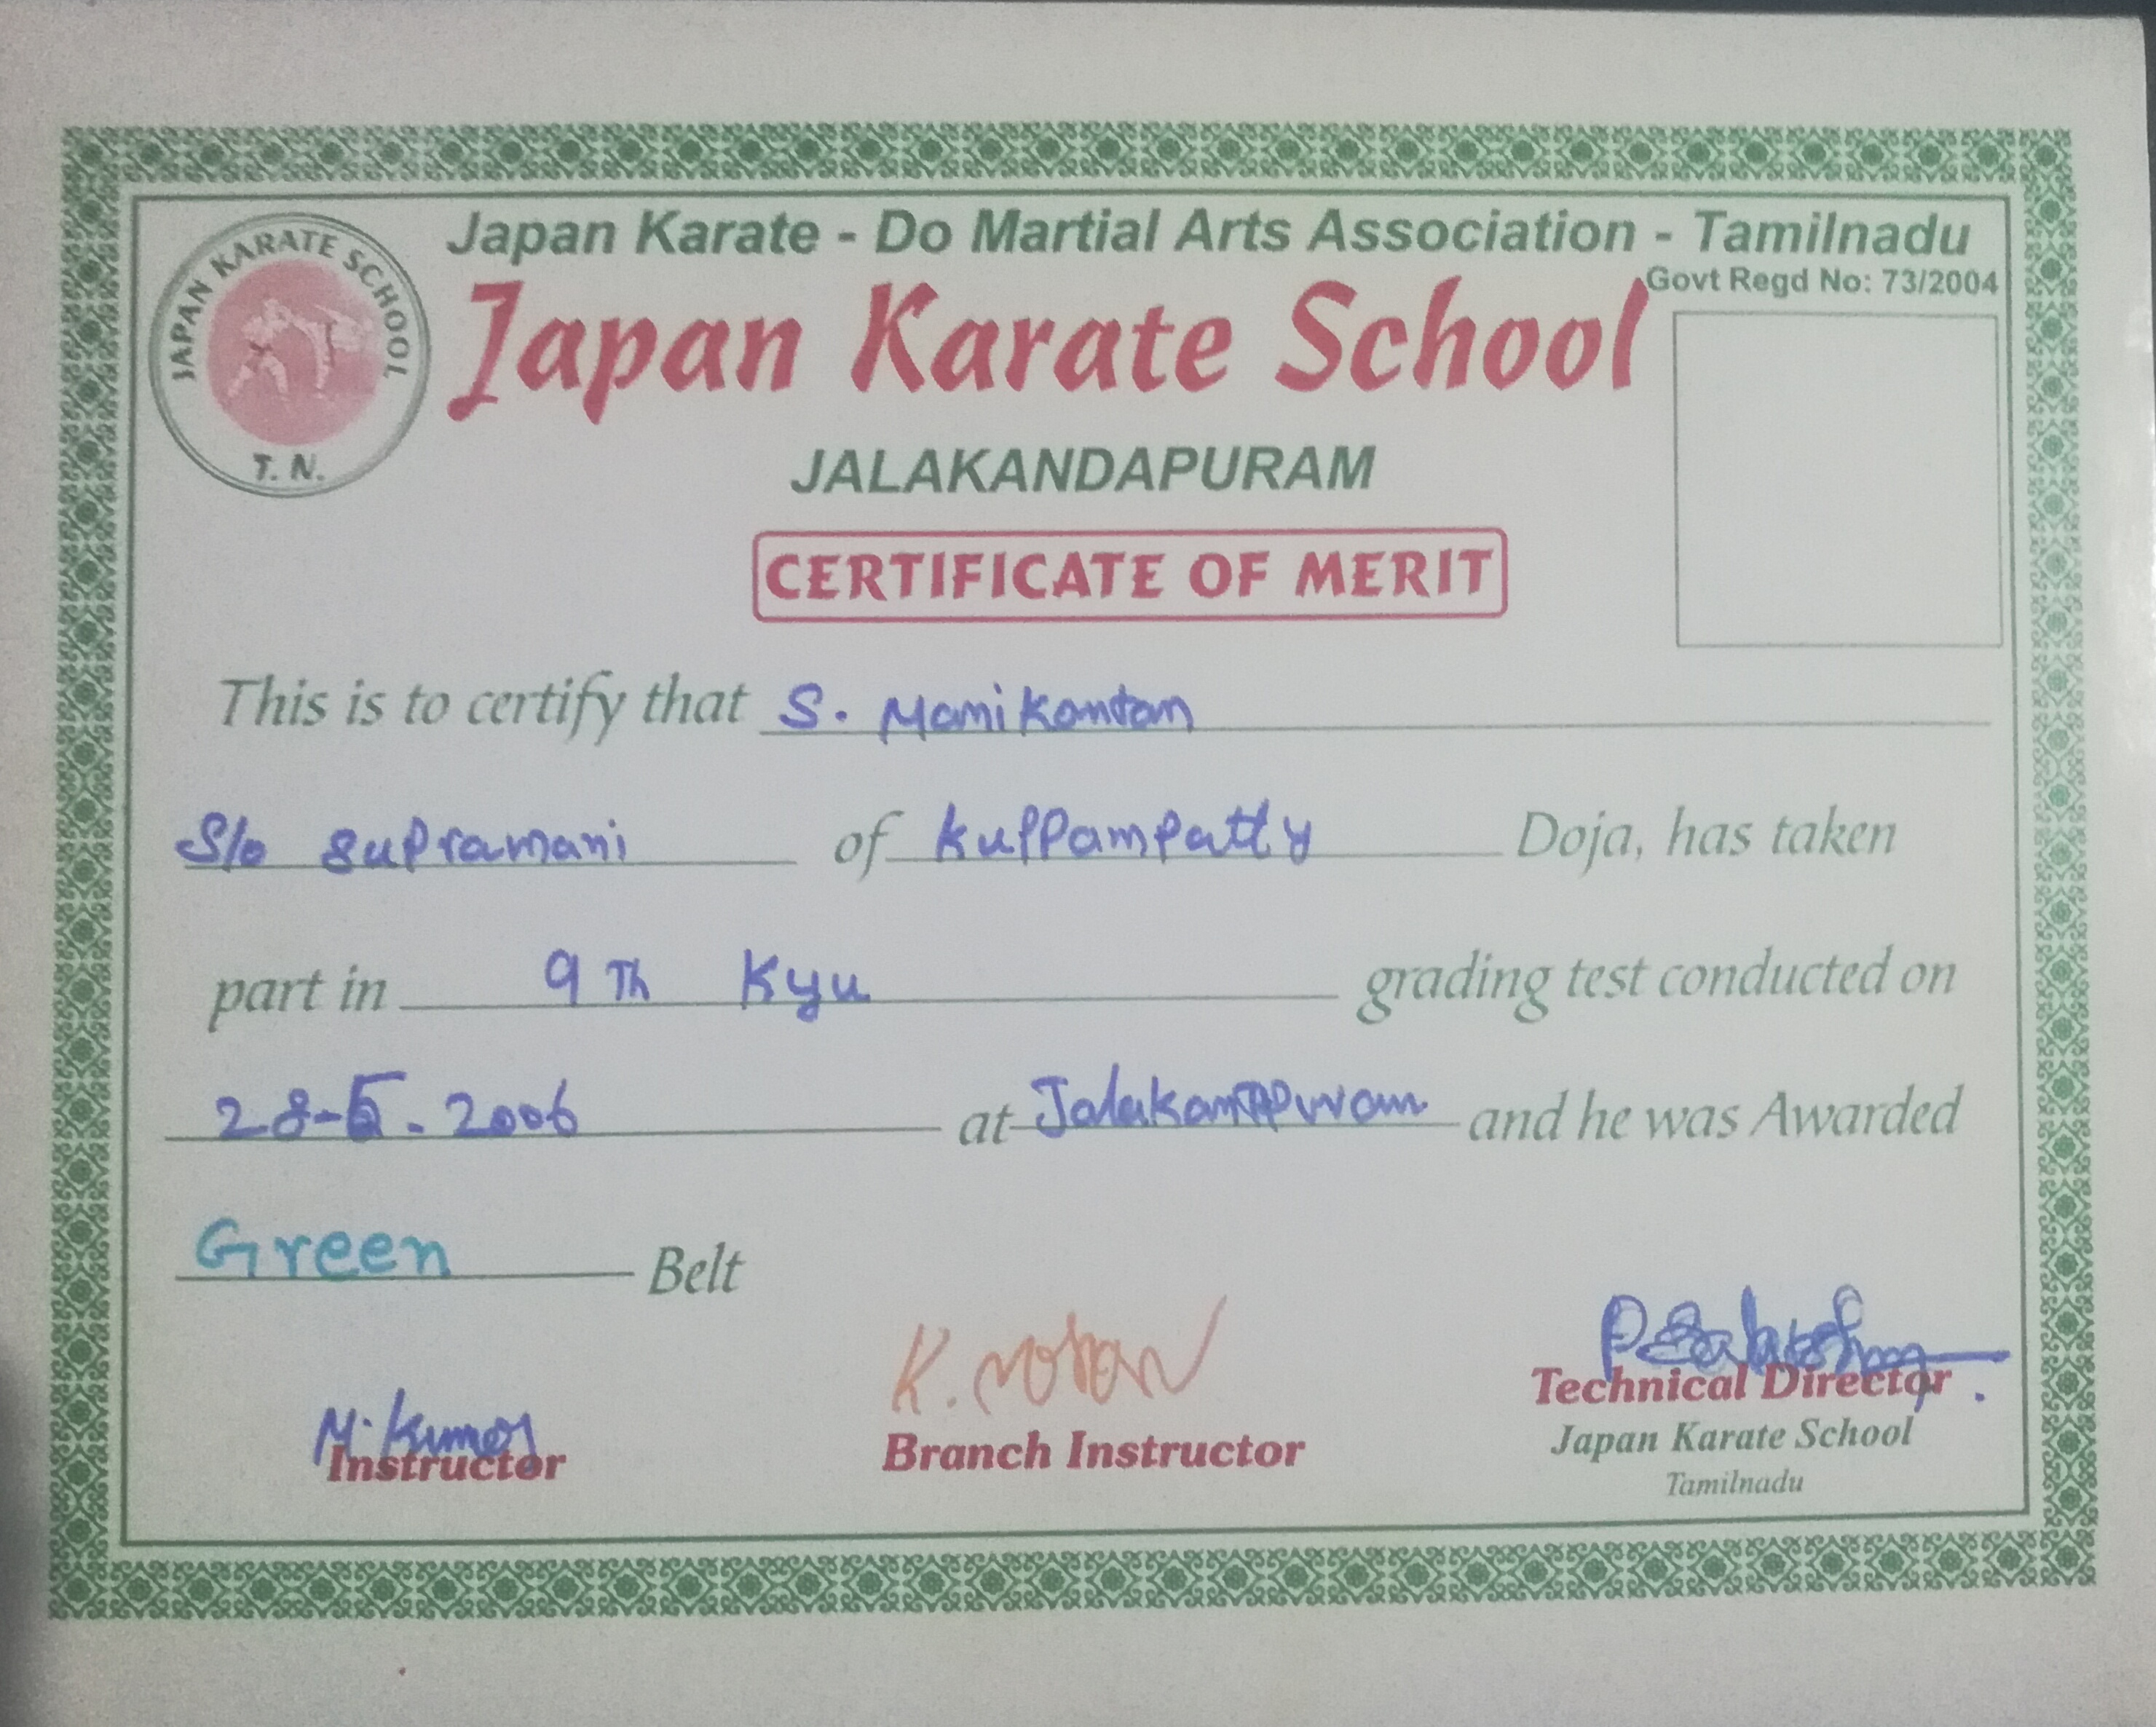 Japan Karate - Do Martial Arts Association - Tamilnadu
Govt Regd No: 73/2004
JAPAN KARATE SCHOOL
T. N.
Japan Karate School
JALAKANDAPURAM
CERTIFICATE OF MERIT
This is to certify that S. Manikantan
S/o Supramani of Kuppampatty Doja, has taken
part in 9 Th Kyu grading test conducted on
28-5-2006 at and he was Awarded
Green Belt
M. Kumar
Instructor
K. Mohan
Branch Instructor
Technical Director
Japan Karate School
Tamilnadu